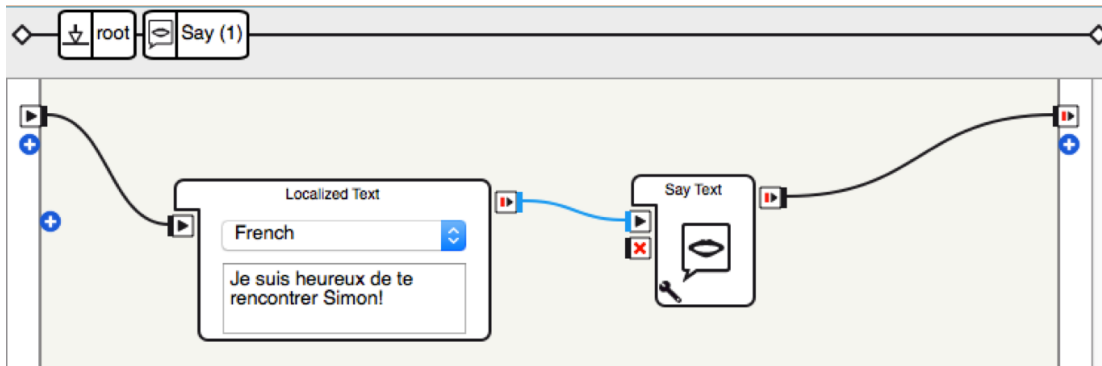 root
Say (1)
Localized Text
French
Je suis heureux de te
rencontrer Simon!
Say Text